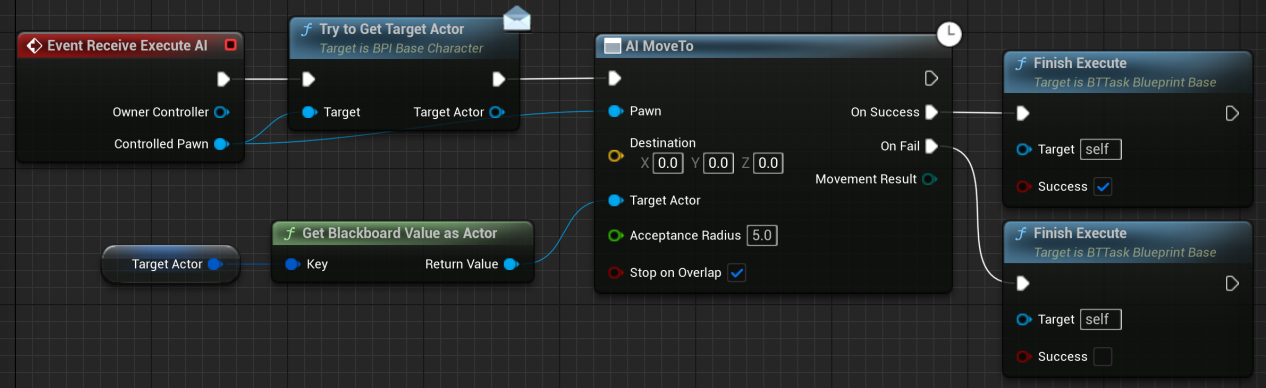 Event Receive Execute AI
Owner Controller
Controlled Pawn
Try to Get Target Actor
Target is BPI Base Character
Target
Target Actor
Target Actor
Get Blackboard Value as Actor
Key
Return Value
AI MoveTo
Pawn
On Success
Destination
X 0.0 Y 0.0 Z 0.0
On Fail
Movement Result
Target Actor
Acceptance Radius 5.0
Stop on Overlap
Finish Execute
Target is BTTask Blueprint Base
Target self
Success
Finish Execute
Target is BTTask Blueprint Base
Target self
Success